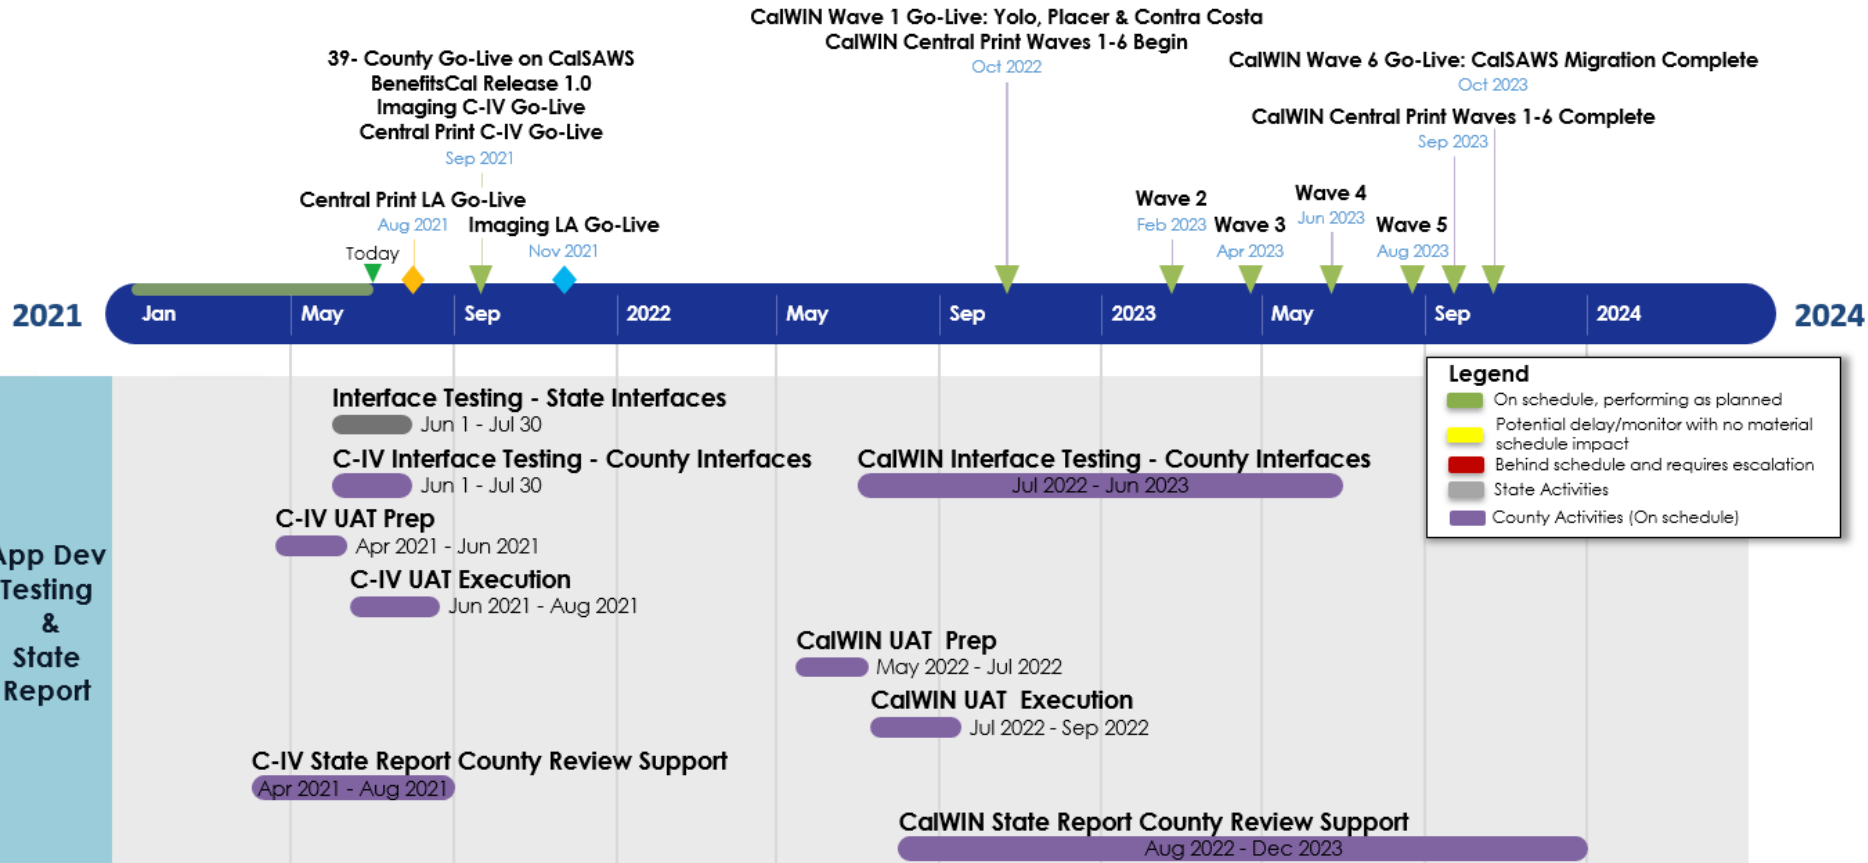 CalWIN Wave 1 Go-Live: Yolo, Placer & Contra Costa
CalWIN Central Print Waves 1-6 Begin
Oct 2022
39- County Go-Live on CalSAWS
BenefitsCal Release 1.0
Imaging C-IV Go-Live
Central Print C-IV Go-Live
Sep 2021
CalWIN Wave 6 Go-Live: CalSAWS Migration Complete
Oct 2023
CalWIN Central Print Waves 1-6 Complete
Sep 2023
Central Print LA Go-Live
Aug 2021
Imaging LA Go-Live
Nov 2021
Today
Wave 2
Feb 2023
Wave 3
Apr 2023
Wave 4
Jun 2023
Wave 5
Aug 2023
2021
Jan
May
Sep
2022
May
Sep
2023
May
Sep
2024
2024
Legend
On schedule, performing as planned
Potential delay/monitor with no material
schedule impact
Behind schedule and requires escalation
State Activities
County Activities (On schedule)
App Dev
Testing
&
State
Report
Interface Testing - State Interfaces
Jun 1 - Jul 30
C-IV Interface Testing - County Interfaces
Jun 1 - Jul 30
CalWIN Interface Testing - County Interfaces
Jul 2022 - Jun 2023
C-IV UAT Prep
Apr 2021 - Jun 2021
C-IV UAT Execution
Jun 2021 - Aug 2021
CalWIN UAT  Prep
May 2022 - Jul 2022
CalWIN UAT  Execution
Jul 2022 - Sep 2022
C-IV State Report County Review Support
Apr 2021 - Aug 2021
CalWIN State Report County Review Support
Aug 2022 - Dec 2023